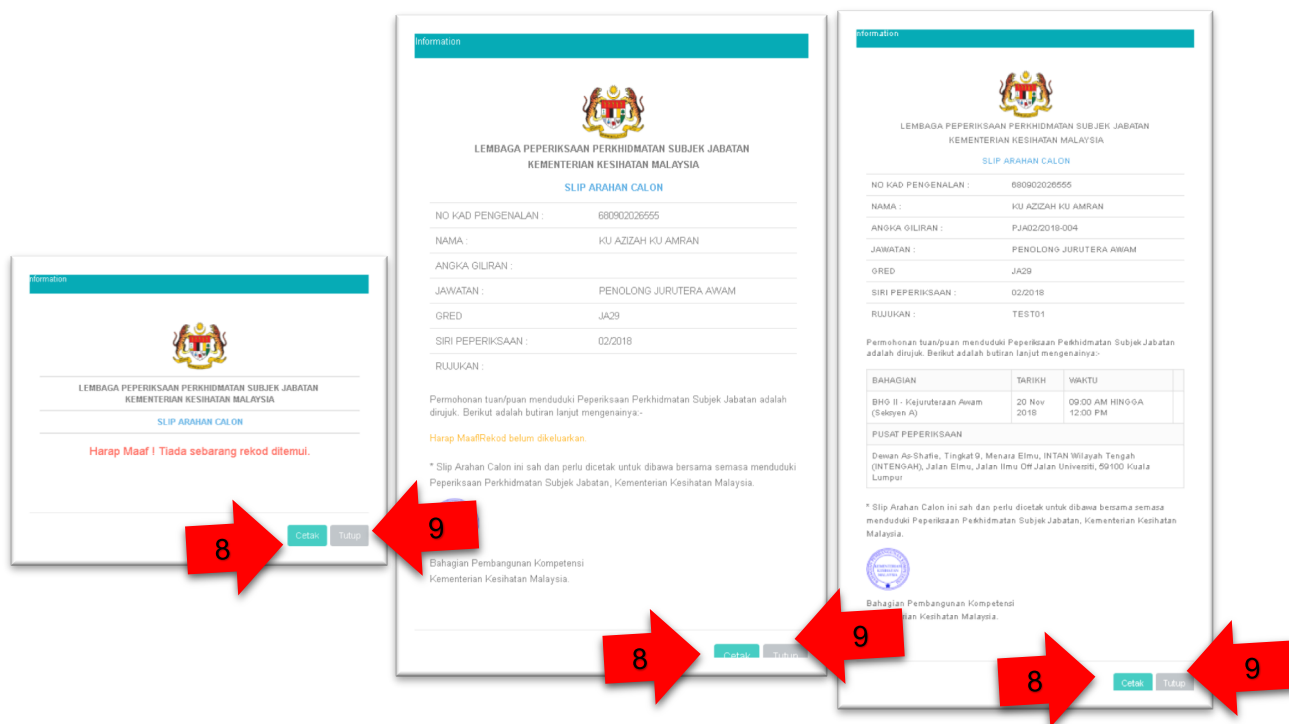 nformation
LEMBAGA PEPERIKSAAN PERKHIDMATAN SUBJEK JABATAN
KEMENTERIAN KESIHATAN MALAYSIA
SLIP ARAHAN CALON
Harap Maaf ! Tiada sebarang rekod ditemui.
Cetak Tutup
8
9
Information
LEMBAGA PEPERIKSAAN PERKHIDMATAN SUBJEK JABATAN
KEMENTERIAN KESIHATAN MALAYSIA
SLIP ARAHAN CALON
NO KAD PENGENALAN : 680902026555
NAMA : KU AZIZAH KU AMRAN
ANGKA GILIRAN :
JAWATAN : PENOLONG JURUTERA AWAM
GRED JA29
SIRI PEPERIKSAAN : 02/2018
RUJUKAN :
Permohonan tuan/puan menduduki Peperiksaan Perkhidmatan Subjek Jabatan adalah
dirujuk. Berikut adalah butiran lanjut mengenainya:-
Harap Maaf!Rekod belum dikeluarkan.
* Slip Arahan Calon ini sah dan perlu dicetak untuk dibawa bersama semasa menduduki
Peperiksaan Perkhidmatan Subjek Jabatan, Kementerian Kesihatan Malaysia.
Bahagian Pembangunan Kompetensi
Kementerian Kesihatan Malaysia.
Cetak Tutup
8
9
nformation
LEMBAGA PEPERIKSAAN PERKHIDMATAN SUBJEK JABATAN
KEMENTERIAN KESIHATAN MALAYSIA
SLIP ARAHAN CALON
NO KAD PENGENALAN : 680902026555
NAMA : KU AZIZAH KU AMRAN
ANGKA GILIRAN : PJA02/2018-004
JAWATAN : PENOLONG JURUTERA AWAM
GRED JA29
SIRI PEPERIKSAAN : 02/2018
RUJUKAN : TEST01
Permohonan tuan/puan menduduki Peperiksaan Perkhidmatan Subjek Jabatan
adalah dirujuk. Berikut adalah butiran lanjut mengenainya:-
BAHAGIAN TARIKH WAKTU
BHG II - Kejuruteraan Awam 20 Nov 09:00 AM HINGGA
(Seksyen A) 2018 12:00 PM
PUSAT PEPERIKSAAN
Dewan As-Shafie, Tingkat 9, Menara Elmu, INTAN Wilayah Tengah
(INTENGAH), Jalan Elmu, Jalan Ilmu Off Jalan Universiti, 59100 Kuala
Lumpur
* Slip Arahan Calon ini sah dan perlu dicetak untuk dibawa bersama semasa
menduduki Peperiksaan Perkhidmatan Subjek Jabatan, Kementerian Kesihatan
Malaysia.
KEMENTERIAN
KESIHATAN
MALAYSIA
Bahagian Pembangunan Kompetensi
rian Kesihatan Malaysia.
Cetak Tutup
8
9